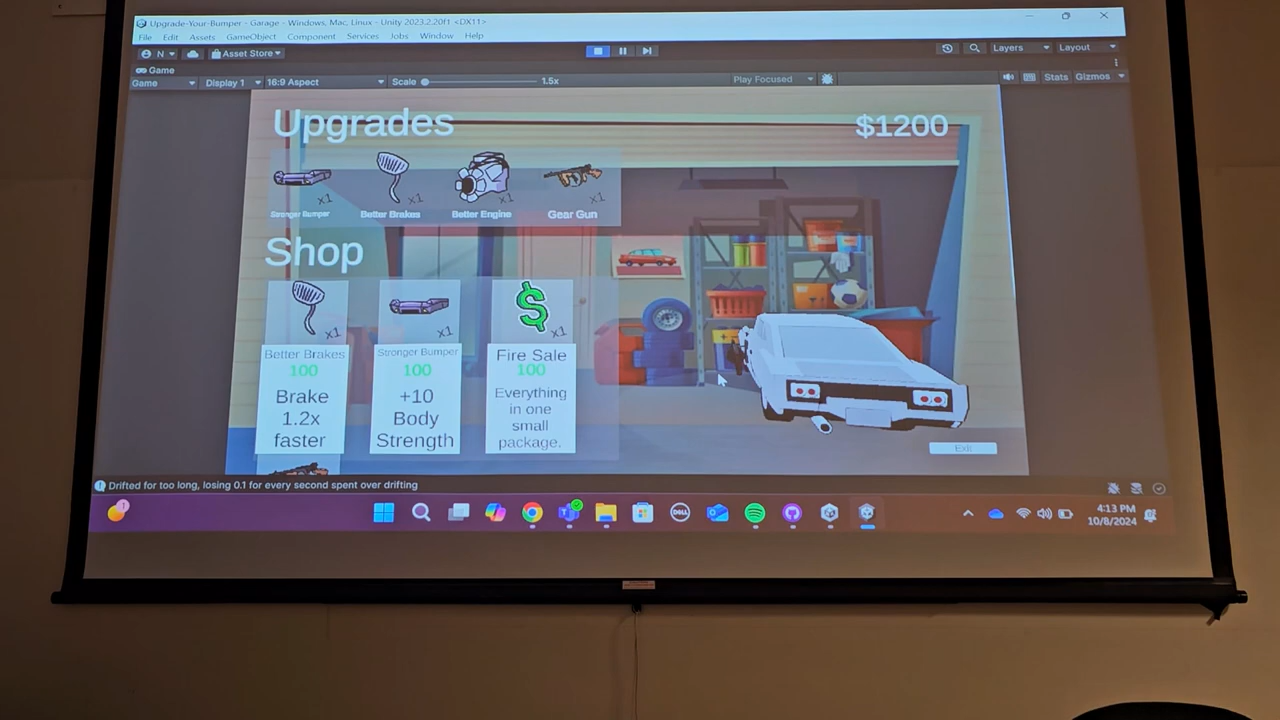 Upgrade-Your-Bumper - Garage - Windows, Mac, Linux - Unity 2023.2.20f1 <DX11>
File Edit Assets GameObject Component Services Jobs Window Help
N Asset Store Layers Layout
Game
Game Display 1 16:9 Aspect Scale 1.5x Play Focused Stats Gizmos
Upgrades $1200
x1 x1 x1 x1
Stronger Bumper Better Brakes Better Engine Gear Gun
Shop
x1 x1 x1
Better Brakes Stronger Bumper Fire Sale
100 100 100
Brake +10 Everything
1.2x Body in one
faster Strength small
package.
Exit
Drifted for too long, losing 0.1 for every second spent over drifting
DELL
4:13 PM
10/8/2024